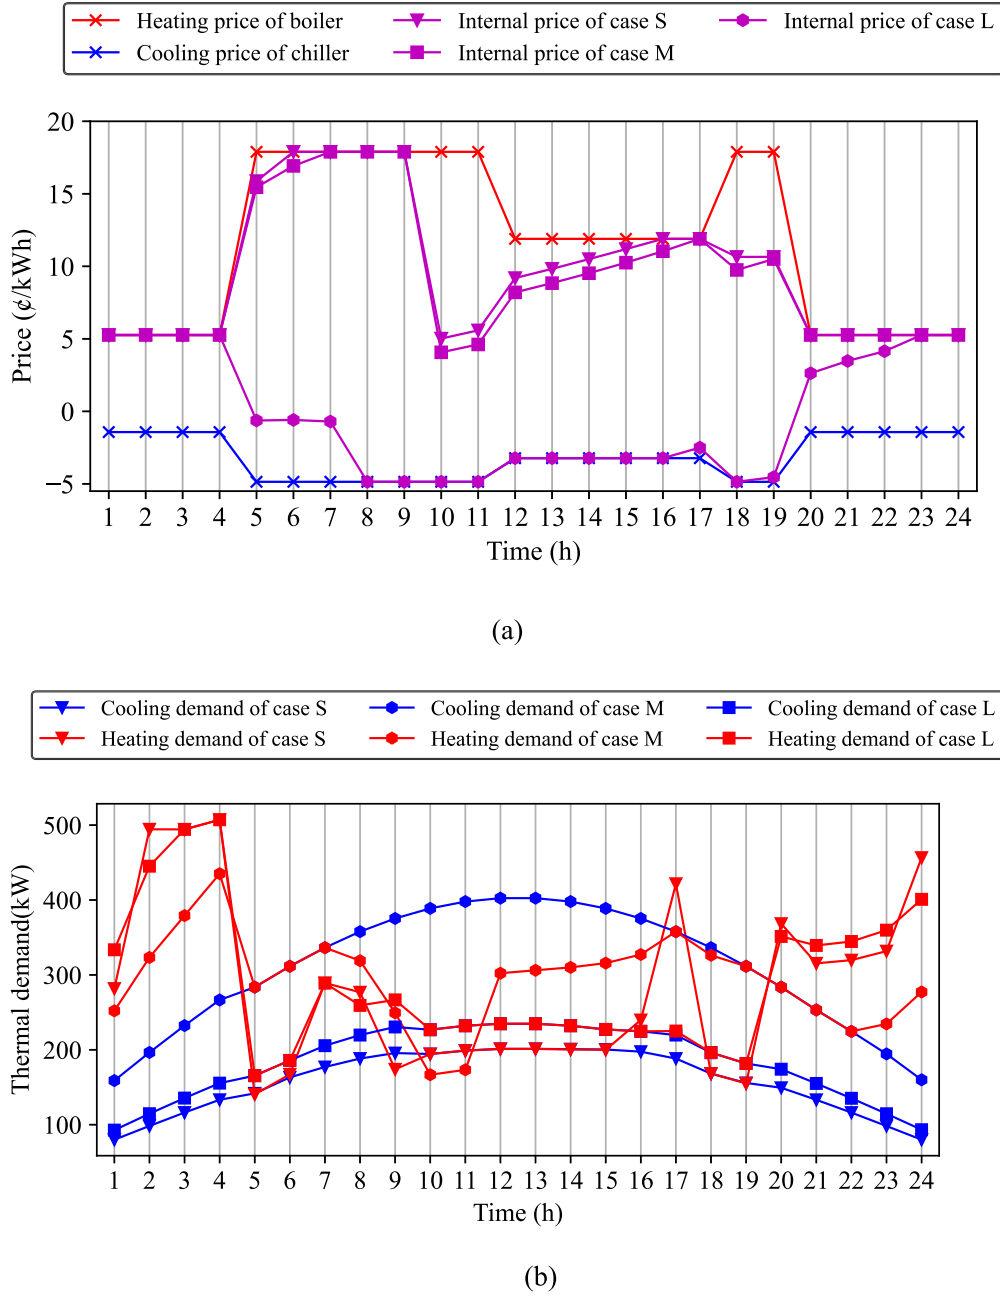 Heating price of boiler Internal price of case S Internal price of case L
Cooling price of chiller Internal price of case M
20
15
10
5
0
−5
Price (¢/kWh)
1 2 3 4 5 6 7 8 9 10 11 12 13 14 15 16 17 18 19 20 21 22 23 24
Time (h)
(a)
Cooling demand of case S Cooling demand of case M Cooling demand of case L
Heating demand of case S Heating demand of case M Heating demand of case L
500
400
300
200
100
Thermal demand(kW)
1 2 3 4 5 6 7 8 9 10 11 12 13 14 15 16 17 18 19 20 21 22 23 24
Time (h)
(b)